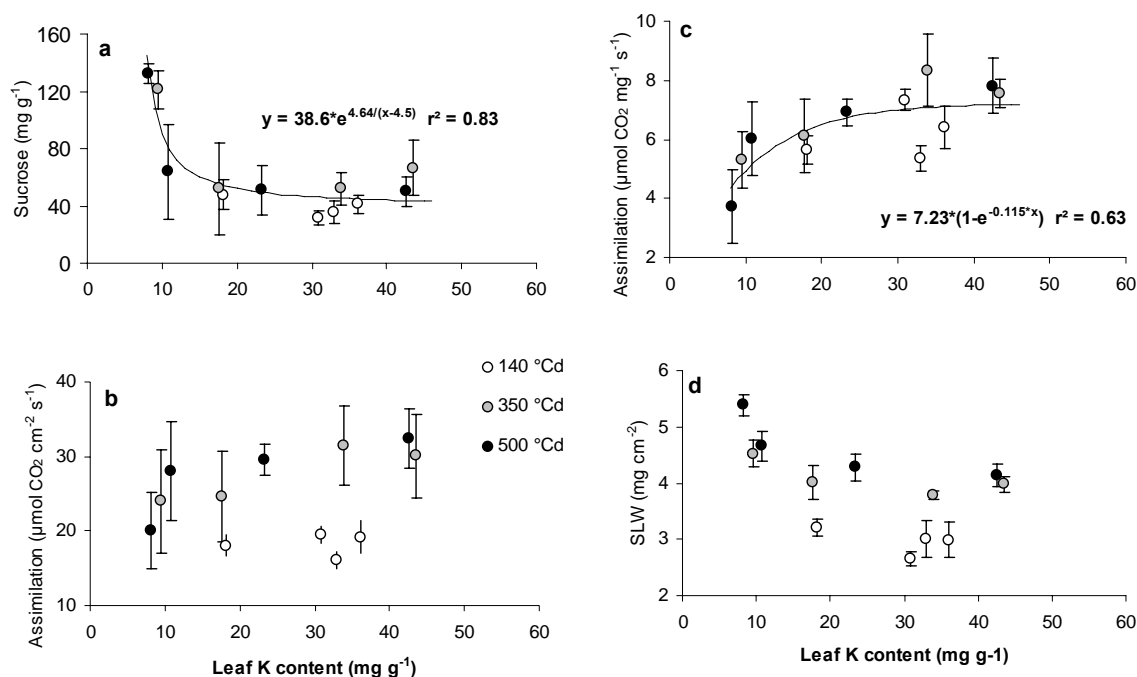 a
160
120
80
40
0
Sucrose (mg g-1)
y = 38.6*e4.64/(x-4.5) r² = 0.83
0 10 20 30 40 50 60
c
10
8
6
4
2
Assimilation (µmol CO2 mg-1 s-1)
y = 7.23*(1-e-0.115*x) r² = 0.63
0 10 20 30 40 50 60
b
40
30
20
10
Assimilation (µmol CO2 cm-2 s-1)
140 °Cd
350 °Cd
500 °Cd
0 10 20 30 40 50 60
Leaf K content (mg g-1)
d
6
5
4
3
2
SLW (mg cm-2)
0 10 20 30 40 50 60
Leaf K content (mg g-1)